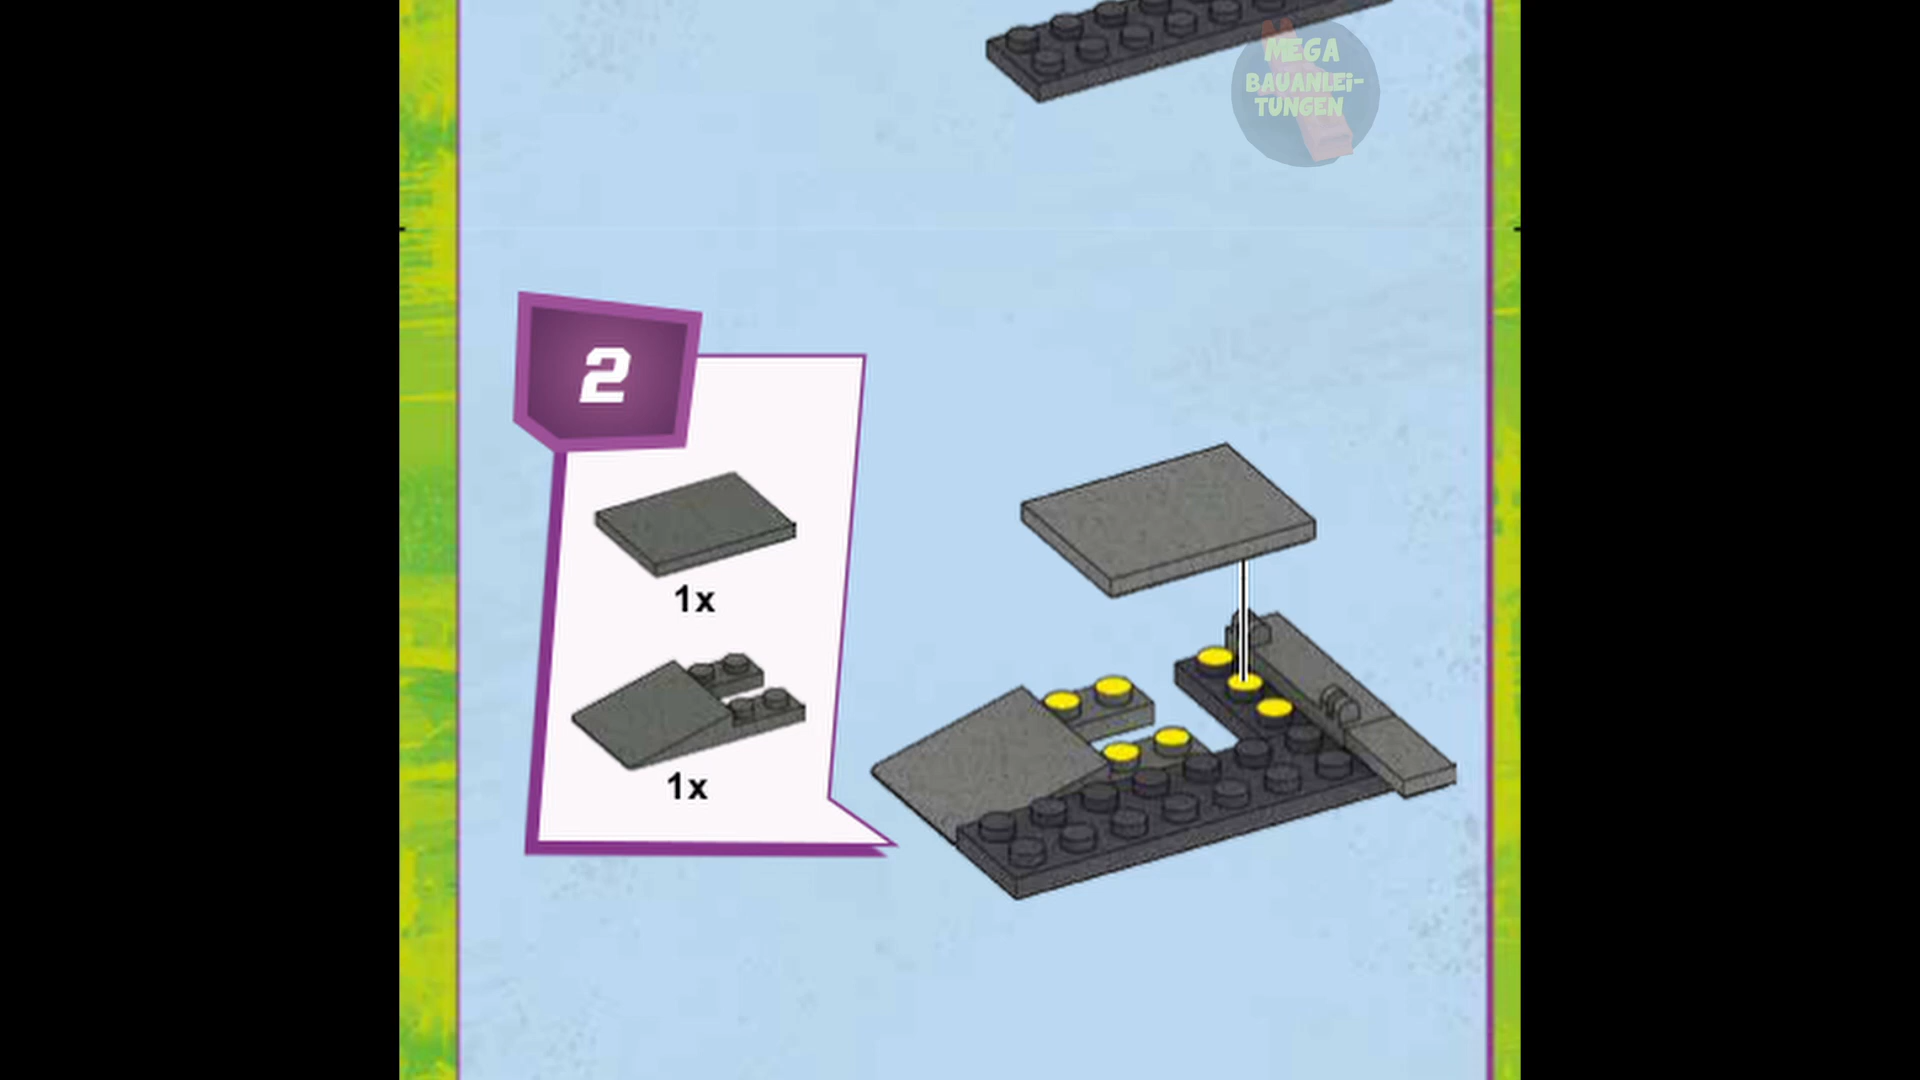 MEGA
BAUANLEi-
TUNGEN
2
1x
1x